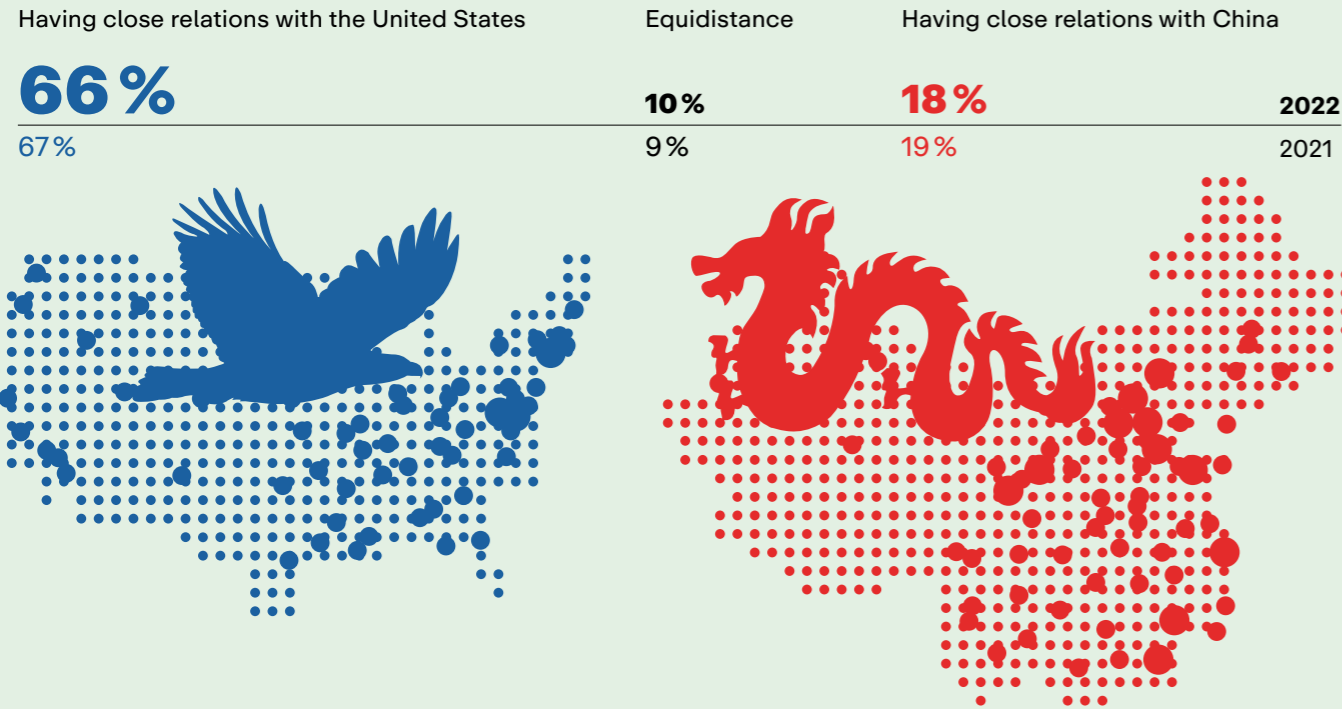 Having close relations with the United States Equidistance Having close relations with China
66 % 10 % 18 % 2022
67 % 9 % 19 % 2021